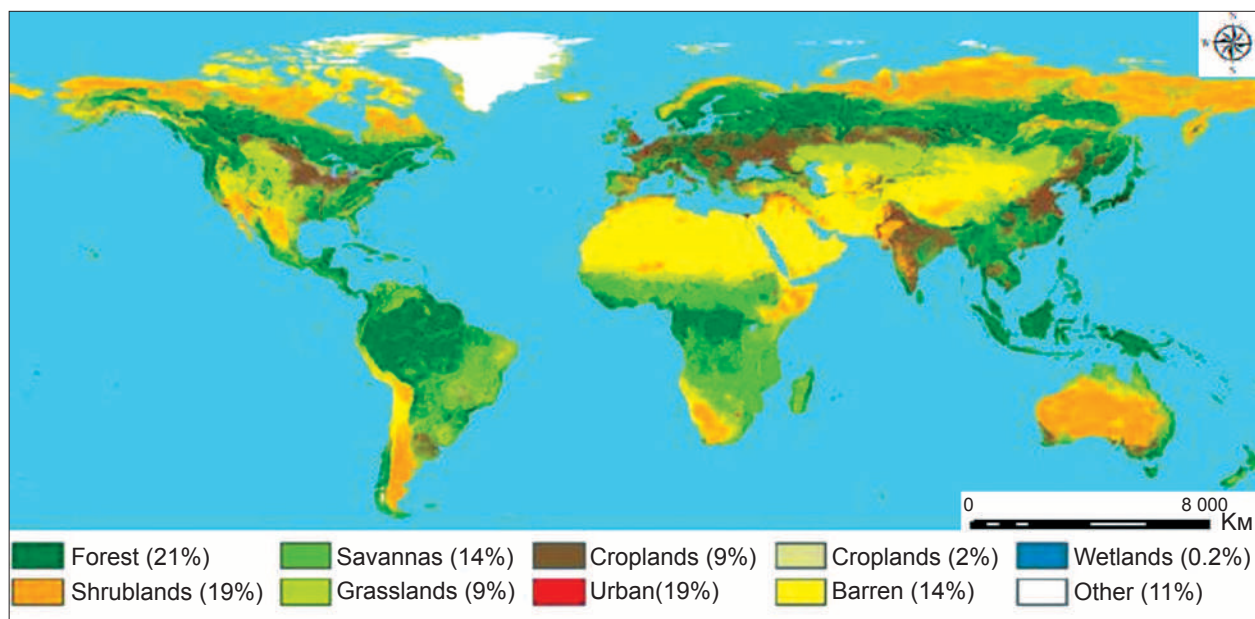 N
W
S
0 8 000
Км
Forest (21%) Savannas (14%) Croplands (9%) Croplands (2%) Wetlands (0.2%)
Shrublands (19%) Grasslands (9%) Urban(19%) Barren (14%) Other (11%)